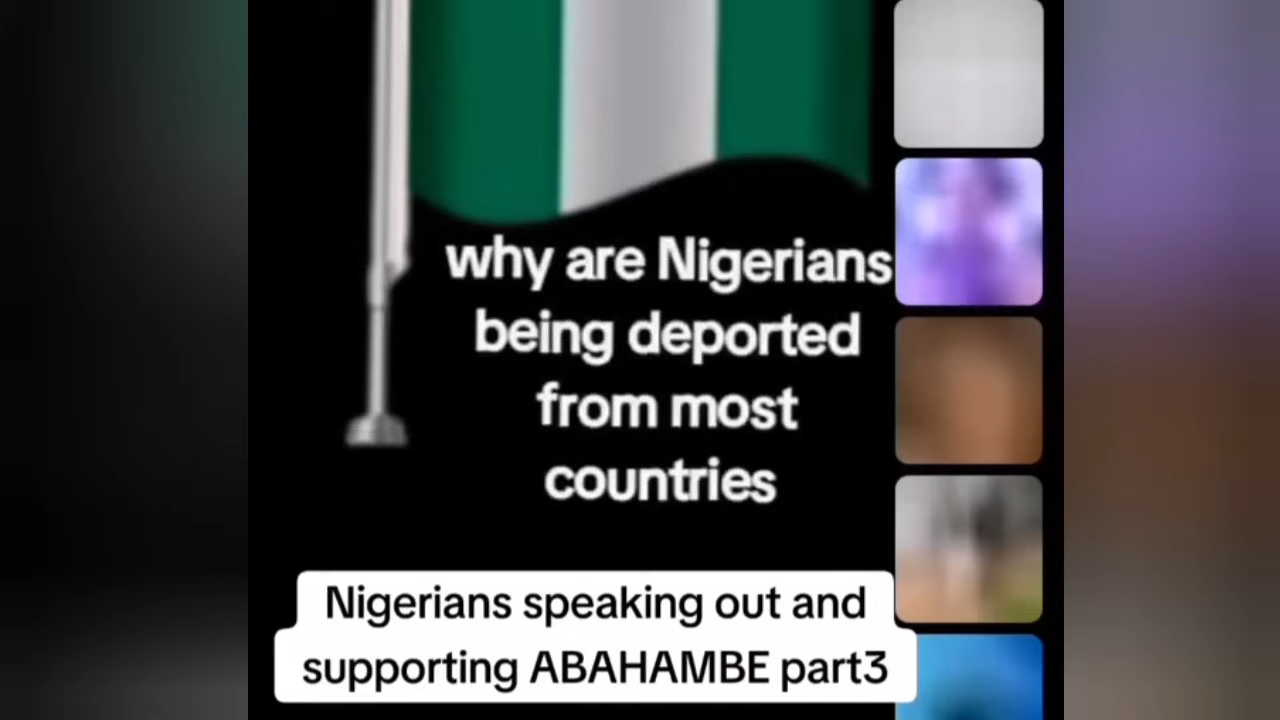 why are Nigerians
being deported
from most
countries
Nigerians speaking out and
supporting ABAHAMBE part3